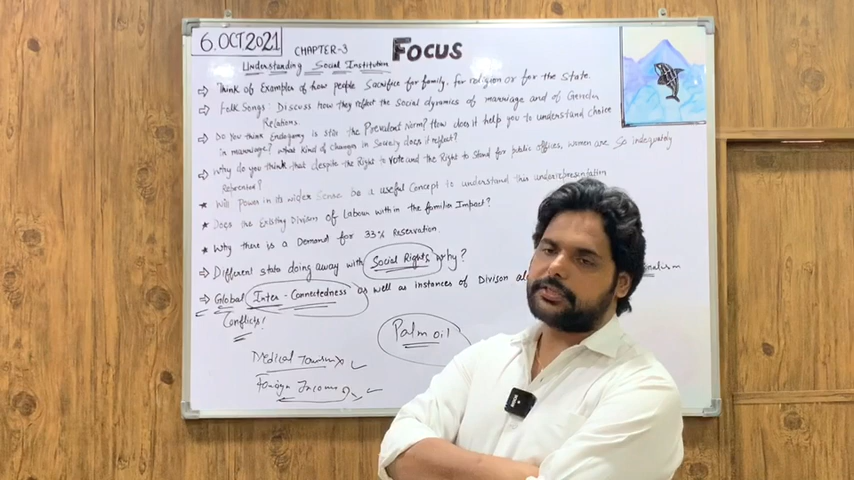 6.OCT2021
CHAPTER-3
Focus
Understanding Social Institution
⇒ Think of Examples of how people Sacrifice for family, for religion or for the State.
⇒ Folk Songs: Discuss how they reflect the social dynamics of marriage and of Gender
Relations.
⇒ Do You think Endogamy is still the Prevalent norm? How does it help you to understand choice
in marriage? what kind of changes in Society does it reflect?
⇒ Why do you think that despite the Right to vote and the Right to Stand for public offices, women are so
Represented?
★ Will power in its wider Sense be a useful Concept to understand this underrepresentation
★ Does the Existing Division of Labour within the families Impact?
★ Why there is a Demand for 33% Reservation.
⇒ Different state doing away with Social Rights why?
⇒ Global Inter-Connectedness as well as instances of Division
Conflicts!
Palm oil
Medical Tourism
Foreign Income